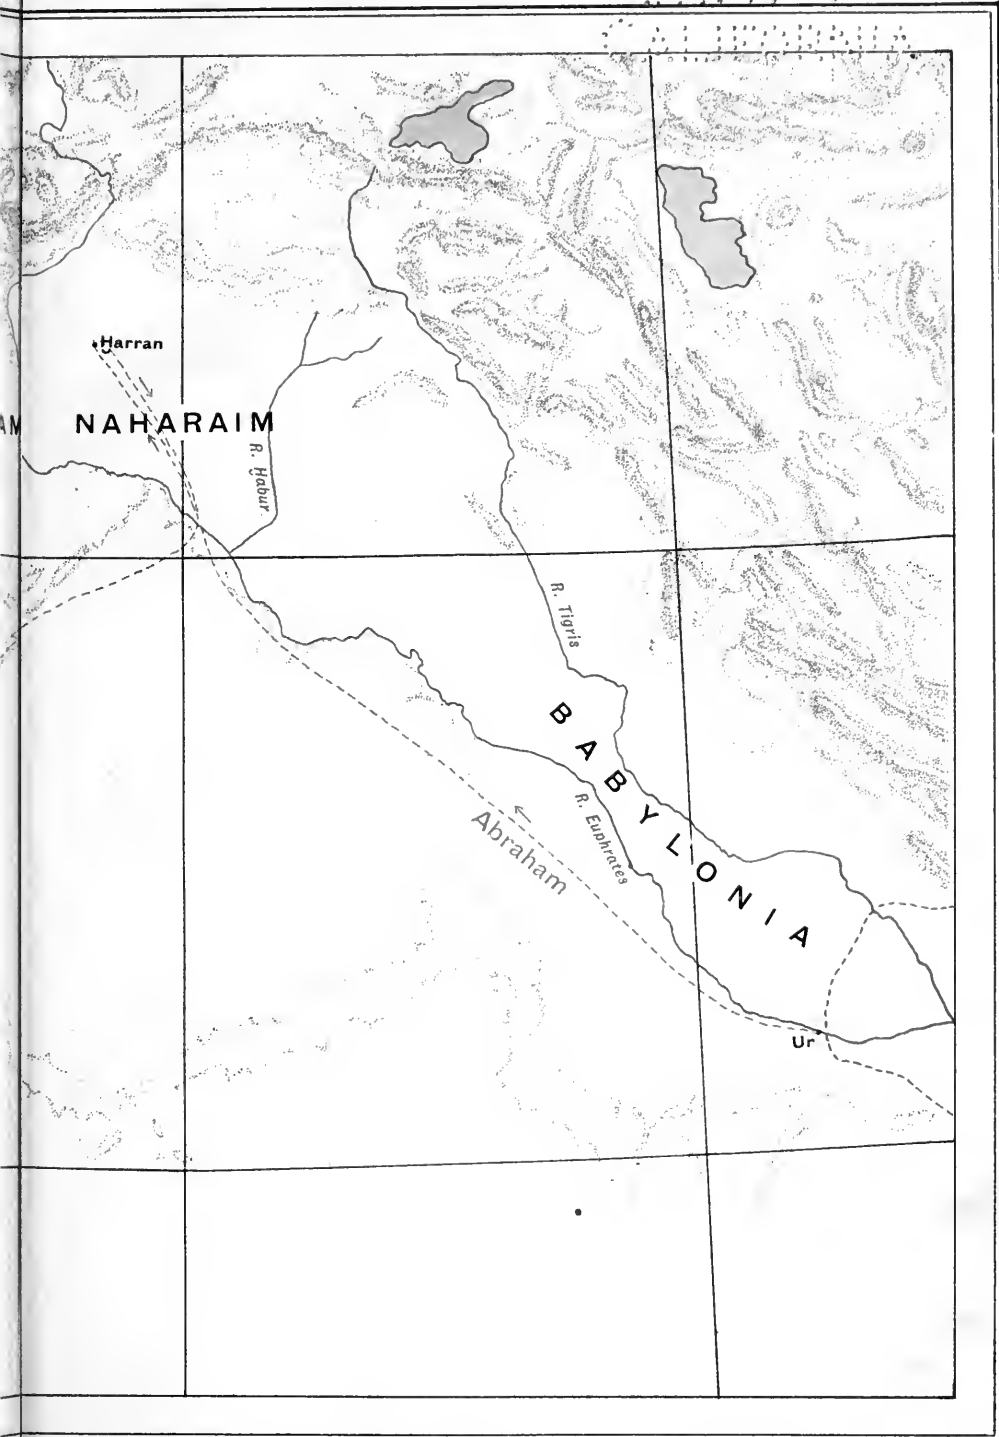 Harran
NAHARAIM
R. Habur
R. Tigris
BABYLONIA
R. Euphrates
Abraham
Ur